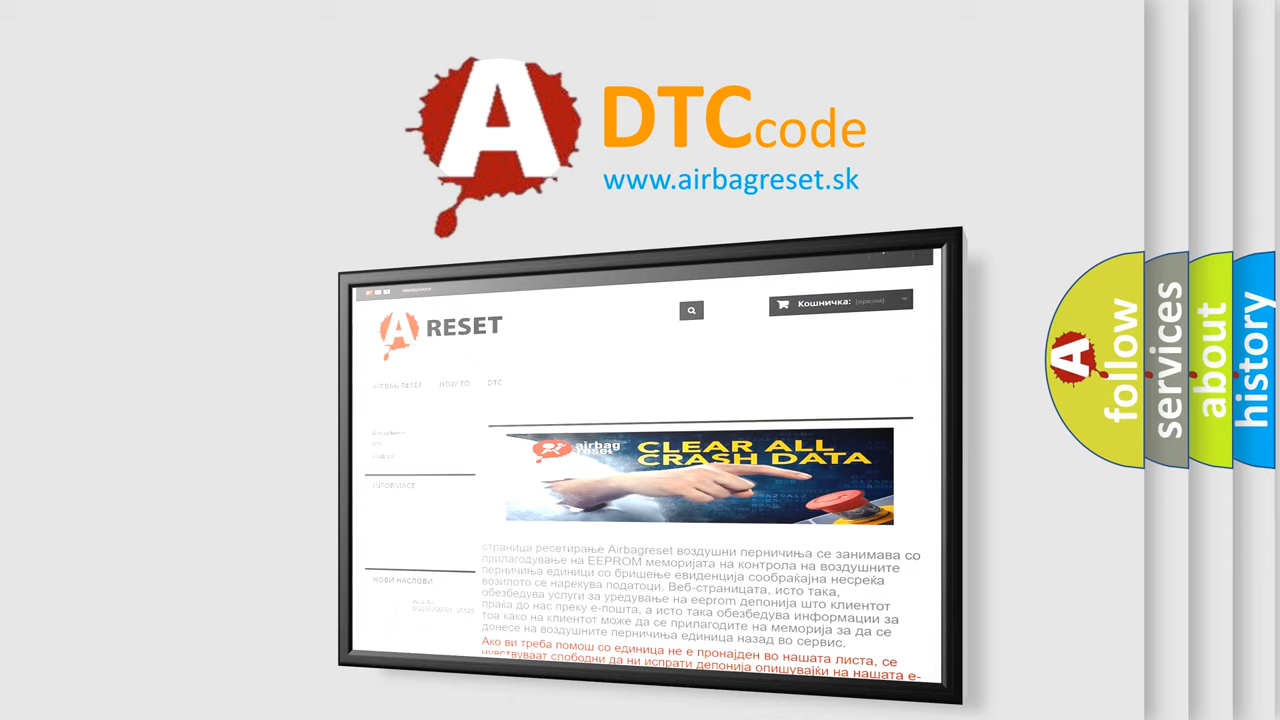 A
DTC code
www.airbagreset.sk
Кошничка: (празна)
A RESET
AIRBAG RESET HOW TO DTC
airbag reset
CLEAR ALL
CRASH DATA
INFORMACE
страница ресетирање Airbagreset воздушни перничиња се занимава со
прилагодување на EEPROM меморијата на контрола на воздушните
перничиња единици со бришење евиденција сообраќајна несреќа
возилото се нарекува податоци. Веб-страницата, исто така,
обезбедува услуги за уредување на eeprom депонија што клиентот
праќа до нас преку е-пошта, а исто така обезбедува информации за
тоа како на клиентот може да се прилагодите на меморија за да се
донесе на воздушните перничиња единица назад во сервис.
Ако ви треба помош со единица не е пронајден во нашата листа, се
чувствуваат слободни да ни испрати депонија опишувајќи на нашата е-
НОВИ НАСЛОВИ
A
follow
services
about
history